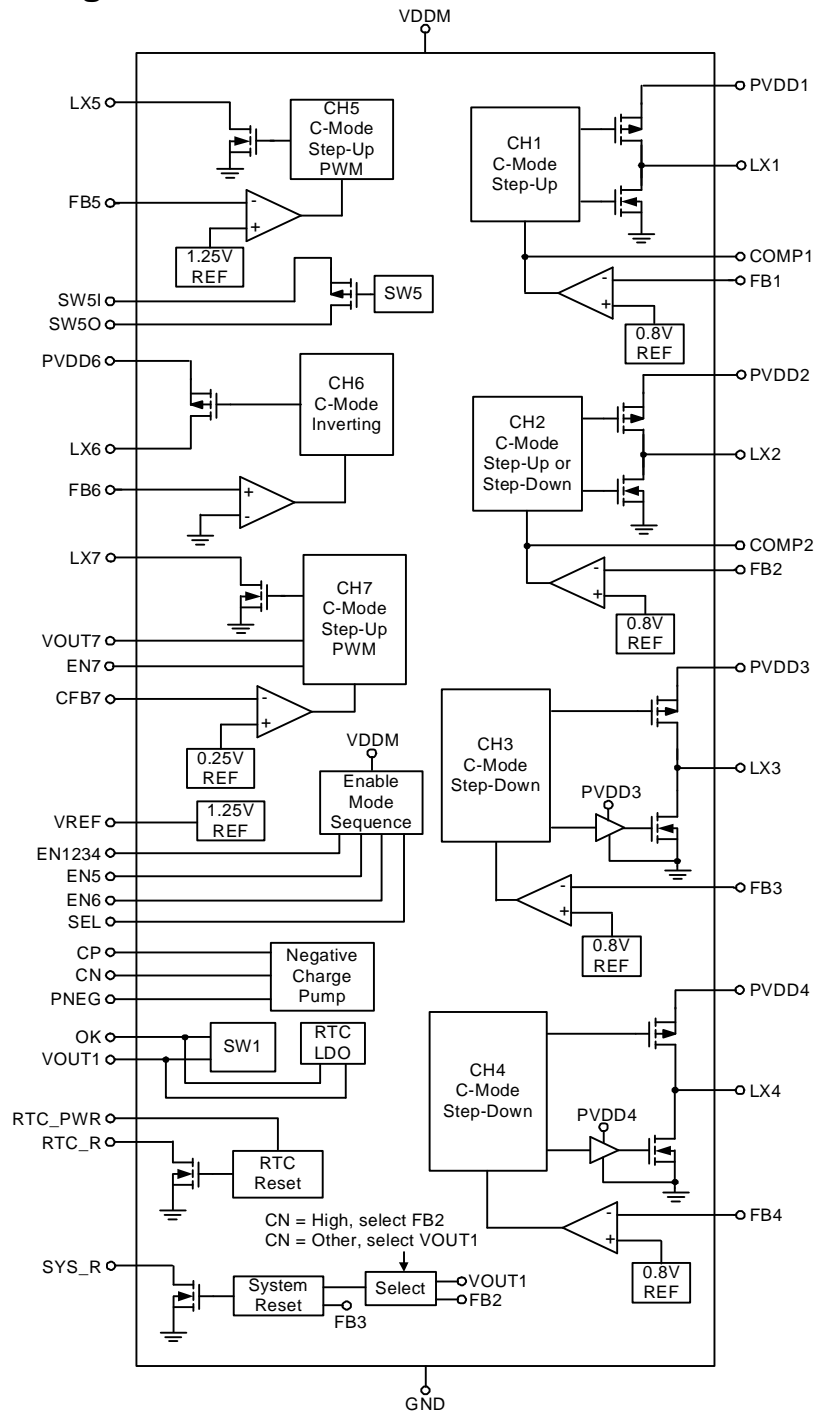 VDDM
LX5
CH5
C-Mode
Step-Up
PWM
FB5
-
+
1.25V
REF
SW5I
SW5O
SW5
PVDD6
LX6
CH6
C-Mode
Inverting
FB6
+
-
LX7
CH7
C-Mode
Step-Up
PWM
VOUT7
EN7
CFB7
-
+
0.25V
REF
VDDM
Enable
Mode
Sequence
VREF
1.25V
REF
EN1234
EN5
EN6
SEL
CP
CN
PNEG
Negative
Charge
Pump
OK
VOUT1
SW1
RTC
LDO
RTC_PWR
RTC_R
RTC
Reset
CN = High, select FB2
CN = Other, select VOUT1
SYS_R
System
Reset
Select
VOUT1
FB2
FB3
PVDD1
CH1
C-Mode
Step-Up
LX1
COMP1
FB1
-
+
0.8V
REF
PVDD2
CH2
C-Mode
Step-Up or
Step-Down
LX2
COMP2
FB2
-
+
0.8V
REF
PVDD3
CH3
C-Mode
Step-Down
LX3
PVDD3
FB3
-
+
0.8V
REF
PVDD4
CH4
C-Mode
Step-Down
LX4
PVDD4
FB4
-
+
0.8V
REF
GND